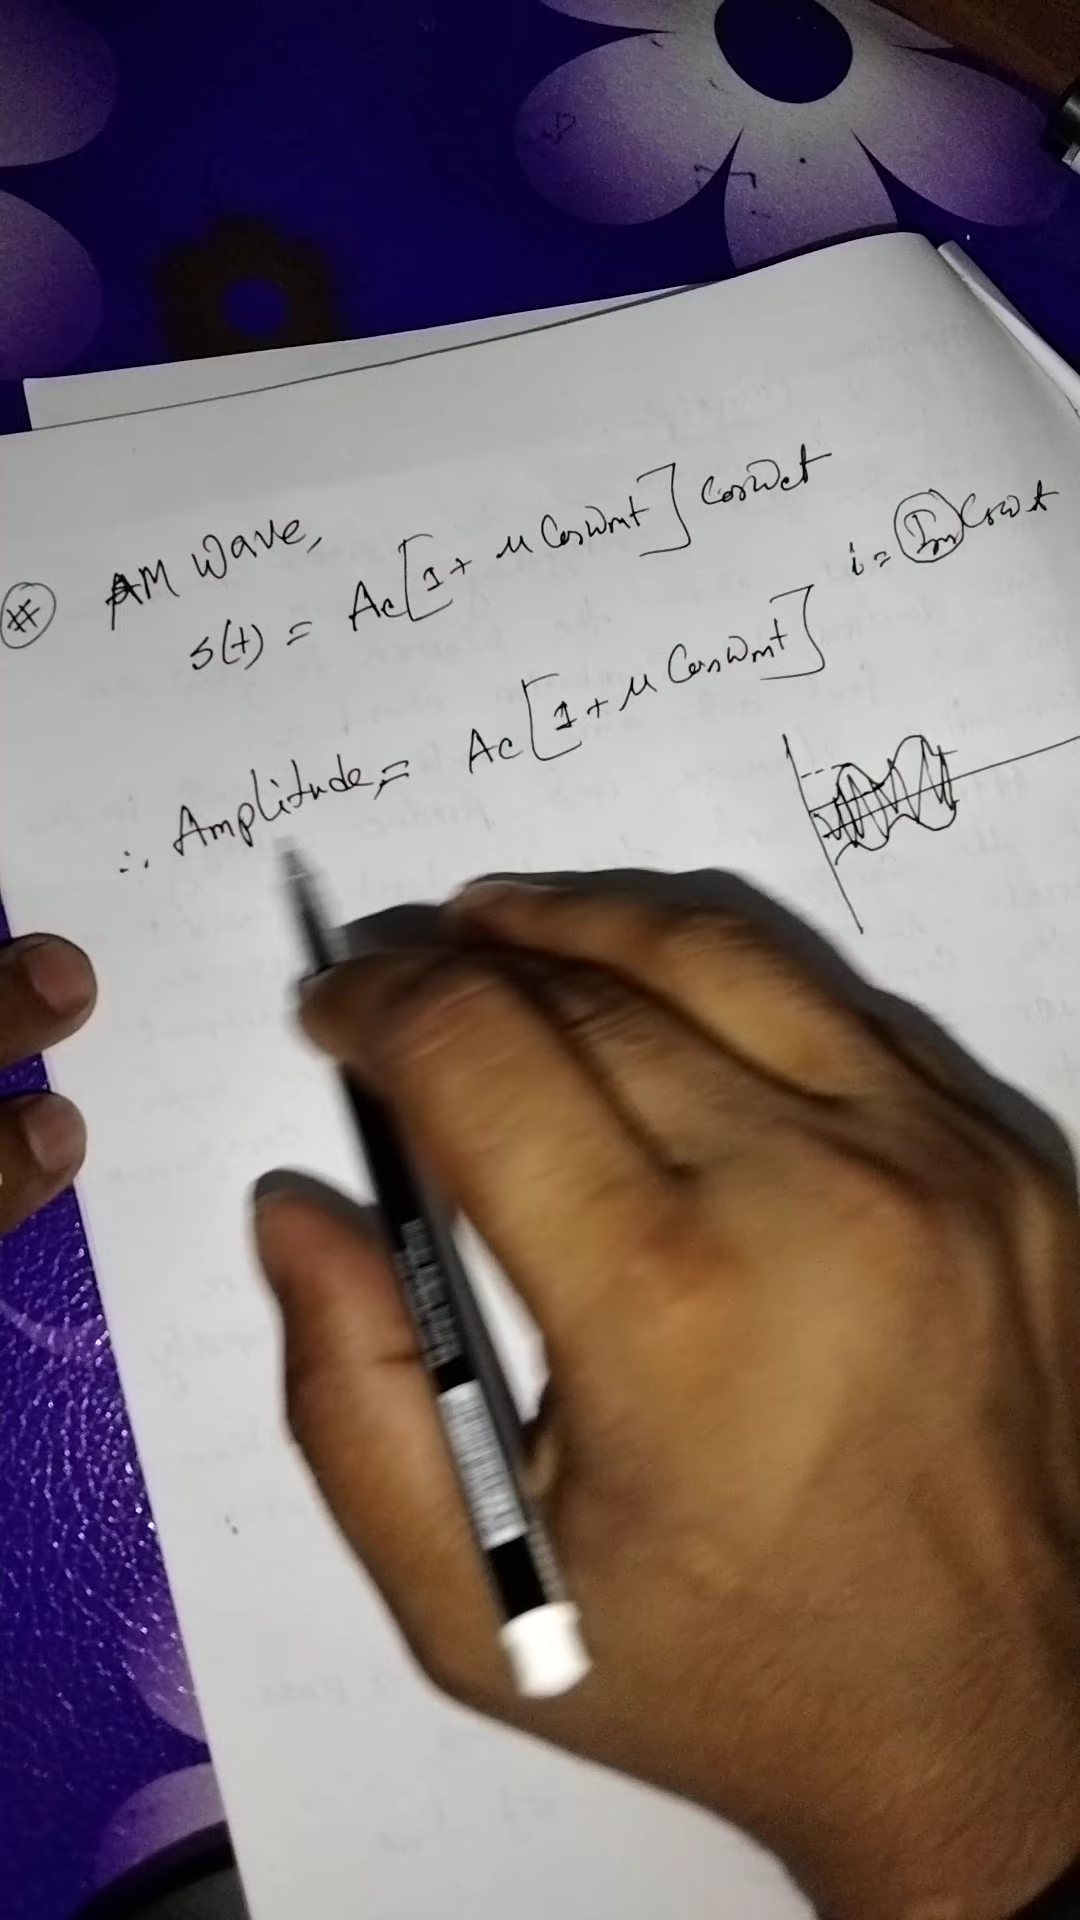 # AM Wave,
s(t) = Ac[1 + μ Cosωmt] Cosωct
i = Im Cosωt
∴ Amplitude, = Ac[1 + μ Cosωmt]